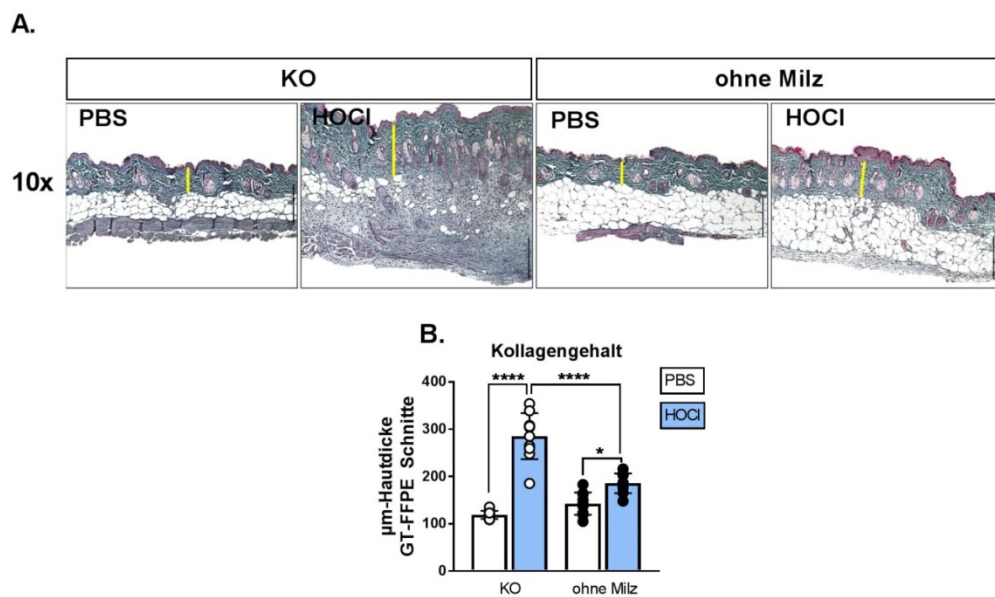 A.
KO
ohne Milz
PBS
HOCl
PBS
HOCl
10x
B.
Kollagengehalt
**** ****
*
PBS
HOCl
µm-Hautdicke
GT-FFPE Schnitte
400
300
200
100
0
KO
ohne Milz